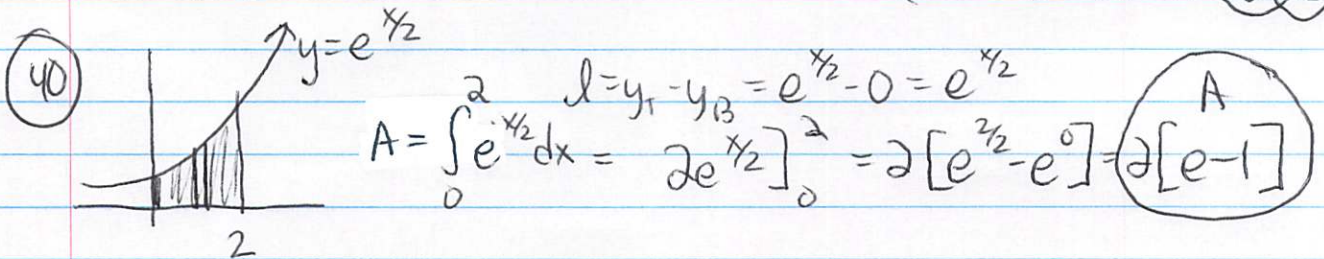 40
y=e^{x/2}
l=y_T-y_B=e^{x/2}-0=e^{x/2}
A=∫_0^2 e^{x/2}dx= 2e^{x/2}]_0^2 =2[e^{2/2}-e^0]=2[e-1]
A
2